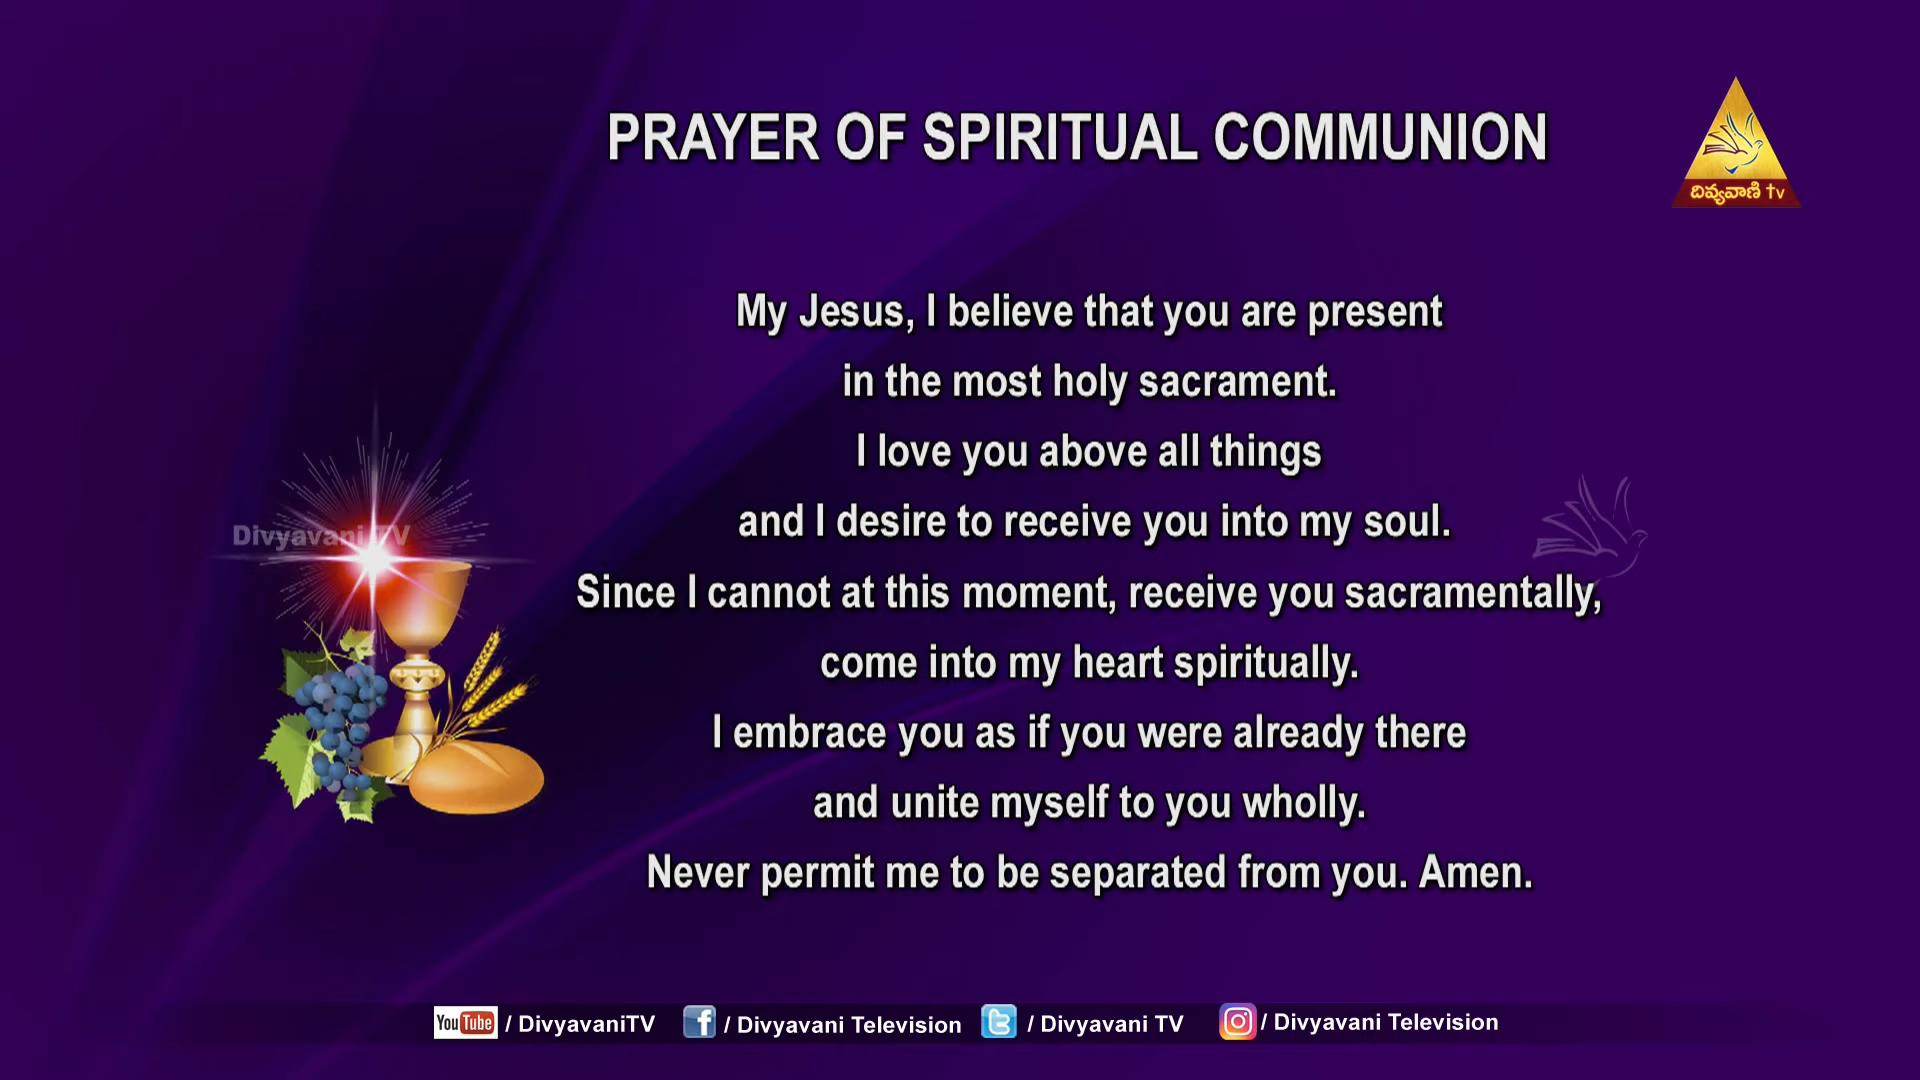 PRAYER OF SPIRITUAL COMMUNION
దివ్యవాణి tv
My Jesus, I believe that you are present
in the most holy sacrament.
I love you above all things
and I desire to receive you into my soul.
Divyavani TV
Since I cannot at this moment, receive you sacramentally,
come into my heart spiritually.
I embrace you as if you were already there
and unite myself to you wholly.
Never permit me to be separated from you. Amen.
YouTube / DivyavaniTV f / Divyavani Television / Divyavani TV / Divyavani Television